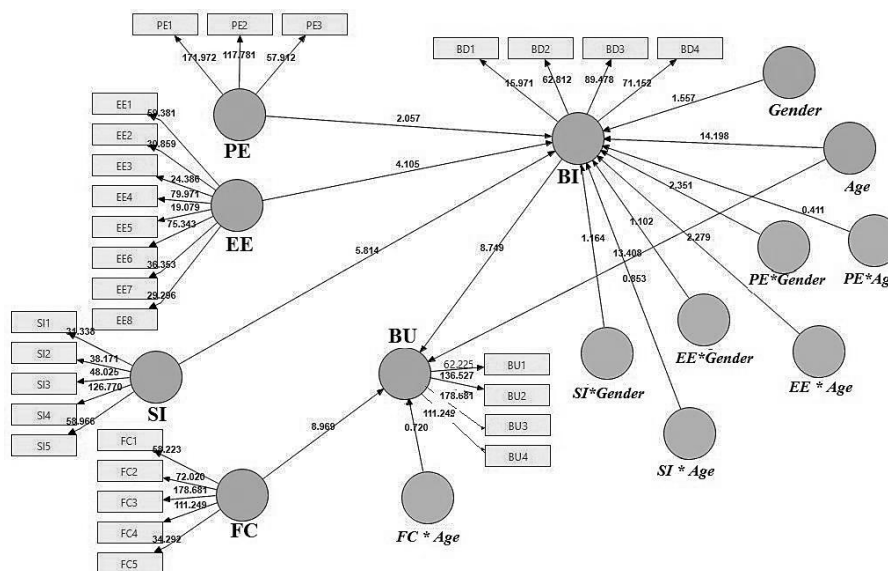 PE1
PE2
PE3
171.972
117.781
57.912
PE
BD1
BD2
BD3
BD4
15.971
62.812
89.478
71.152
BI
Gender
1.557
14.198
Age
2.057
EE1
EE2
EE3
EE4
EE5
EE6
EE7
EE8
59.381
30.859
24.386
79.971
19.079
75.343
36.353
29.296
EE
4.105
5.814
8.749
13.408
2.351
0.411
1.102
2.279
1.164
0.853
PE*Gender
PE*Ag
EE*Gender
EE * Age
SI*Gender
SI * Age
SI1
SI2
SI3
SI4
SI5
31.338
38.171
48.025
126.770
58.966
SI
BU
62.225
136.527
178.681
111.249
BU1
BU2
BU3
BU4
8.969
0.720
FC1
FC2
FC3
FC4
FC5
58.223
72.020
178.681
111.249
34.292
FC
FC * Age